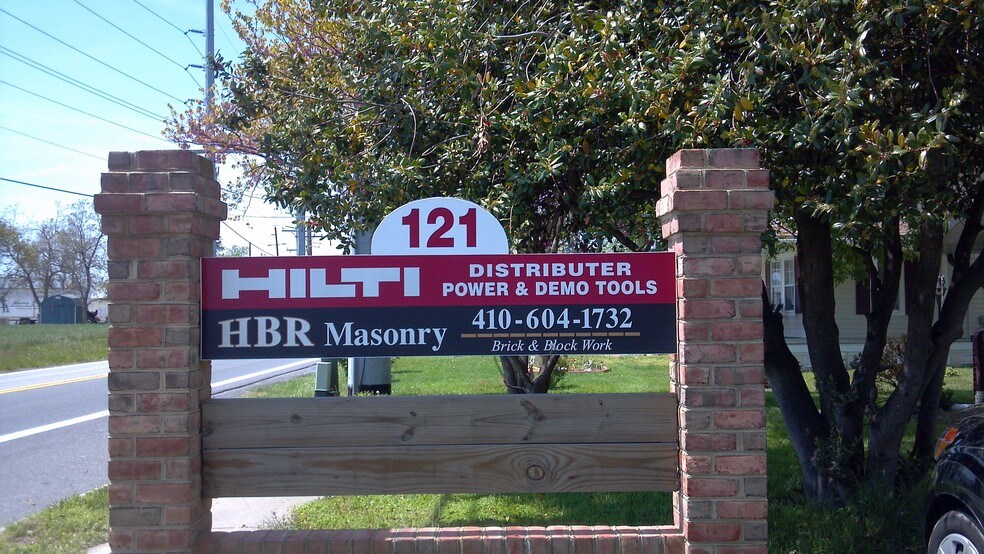 121
HILTI DISTRIBUTER
POWER & DEMO TOOLS
HBR Masonry 410-604-1732
Brick & Block Work